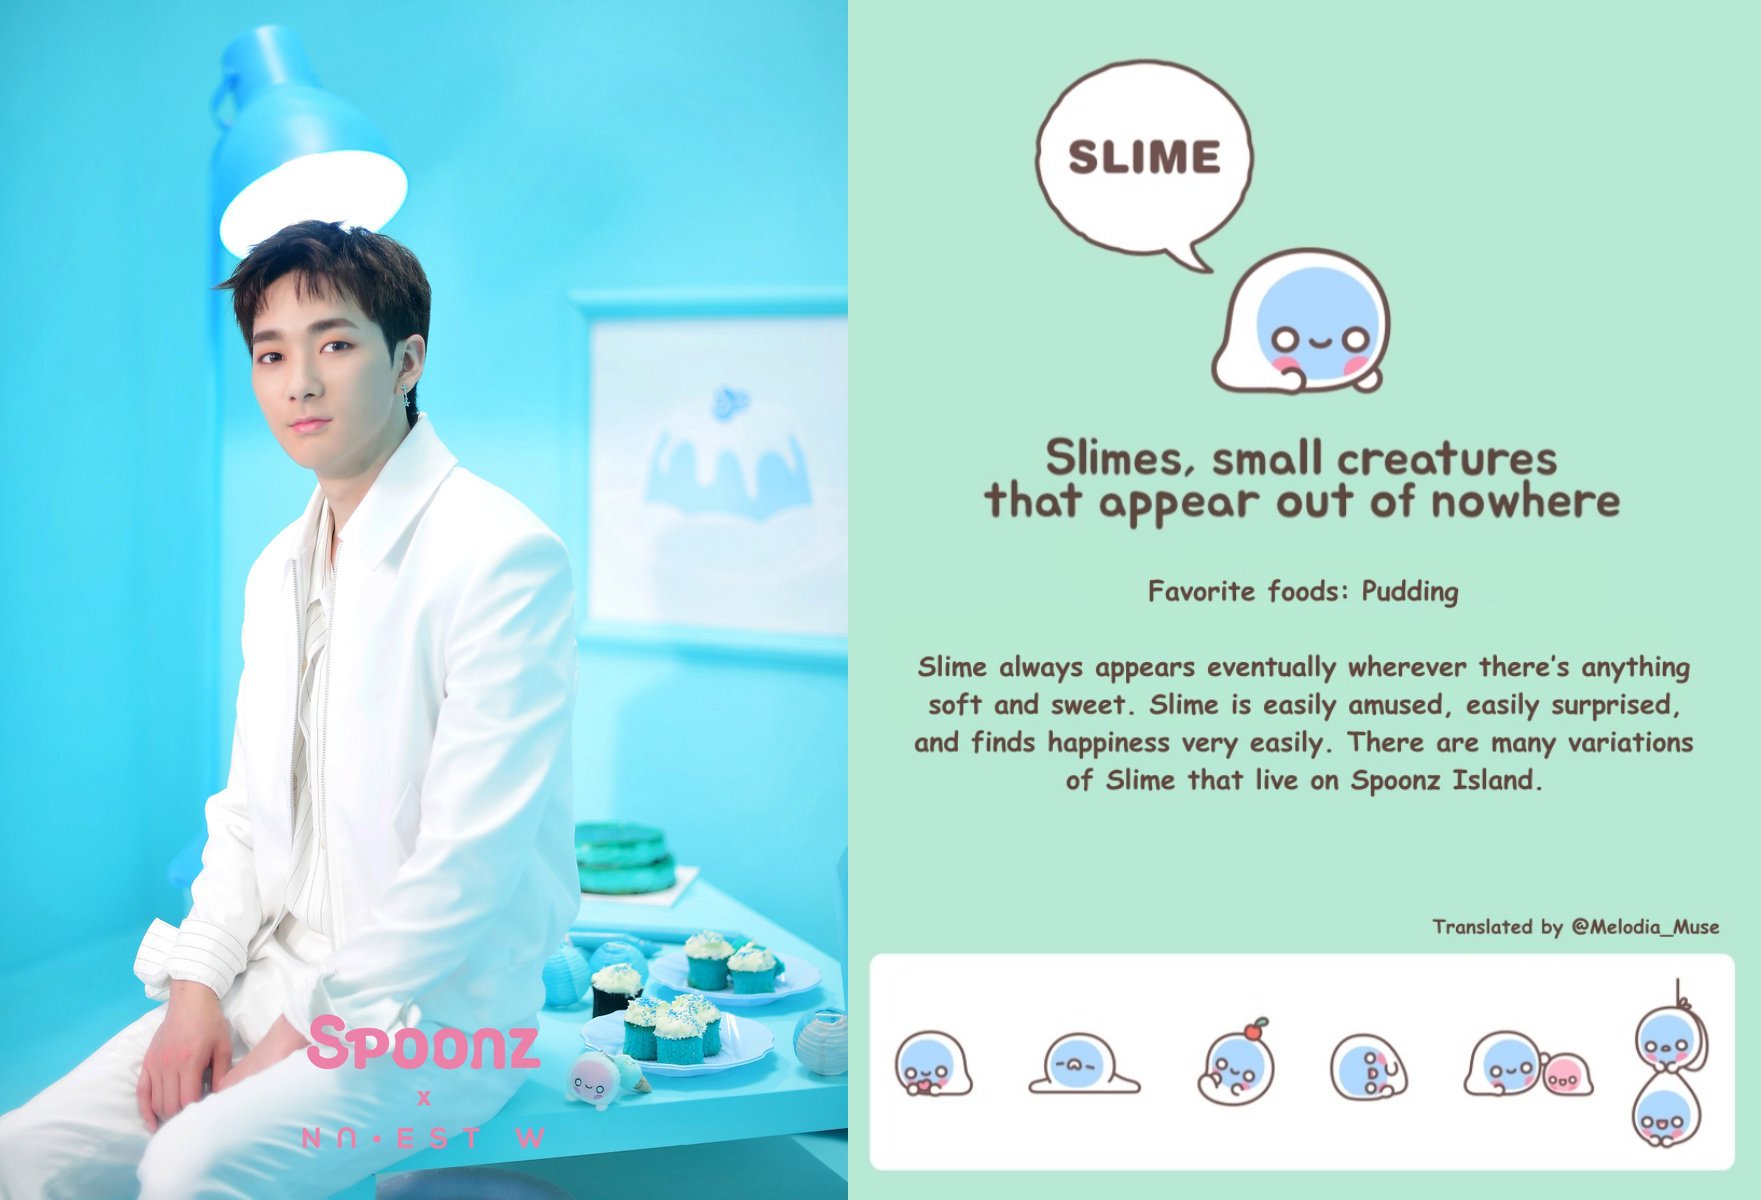 Spoonz
x
NU•EST W
SLIME
Slimes, small creatures
that appear out of nowhere
Favorite foods: Pudding
Slime always appears eventually wherever there's anything
soft and sweet. Slime is easily amused, easily surprised,
and finds happiness very easily. There are many variations
of Slime that live on Spoonz Island.
Translated by @Melodia_Muse